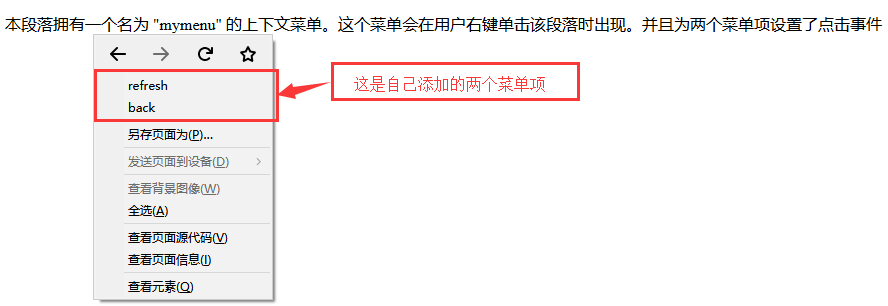 本段落拥有一个名为 "mymenu" 的上下文菜单。这个菜单会在用户右键单击该段落时出现。并且为两个菜单项设置了点击事件
refresh
这是自己添加的两个菜单项
back
另存页面为(P)...
发送页面到设备(D)
查看背景图像(W)
全选(A)
查看页面源代码(V)
查看页面信息(I)
查看元素(Q)